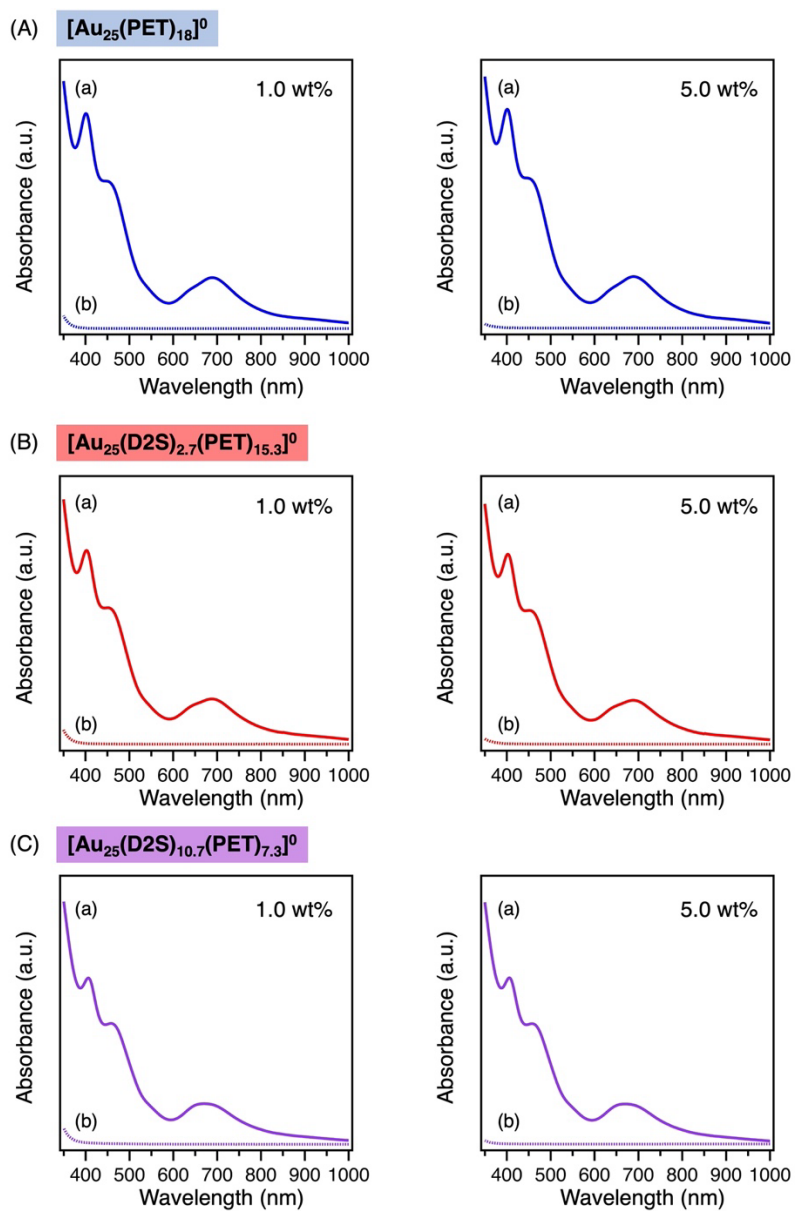 (A) [Au₂₅(PET)₁₈]⁰
(a) 1.0 wt%
(b)
Absorbance (a.u.)
400 500 600 700 800 900 1000
Wavelength (nm)
(a) 5.0 wt%
(b)
Absorbance (a.u.)
400 500 600 700 800 900 1000
Wavelength (nm)
(B) [Au₂₅(D2S)₂.₇(PET)₁₅.₃]⁰
(a) 1.0 wt%
(b)
Absorbance (a.u.)
400 500 600 700 800 900 1000
Wavelength (nm)
(a) 5.0 wt%
(b)
Absorbance (a.u.)
400 500 600 700 800 900 1000
Wavelength (nm)
(C) [Au₂₅(D2S)₁₀.₇(PET)₇.₃]⁰
(a) 1.0 wt%
(b)
Absorbance (a.u.)
400 500 600 700 800 900 1000
Wavelength (nm)
(a) 5.0 wt%
(b)
Absorbance (a.u.)
400 500 600 700 800 900 1000
Wavelength (nm)